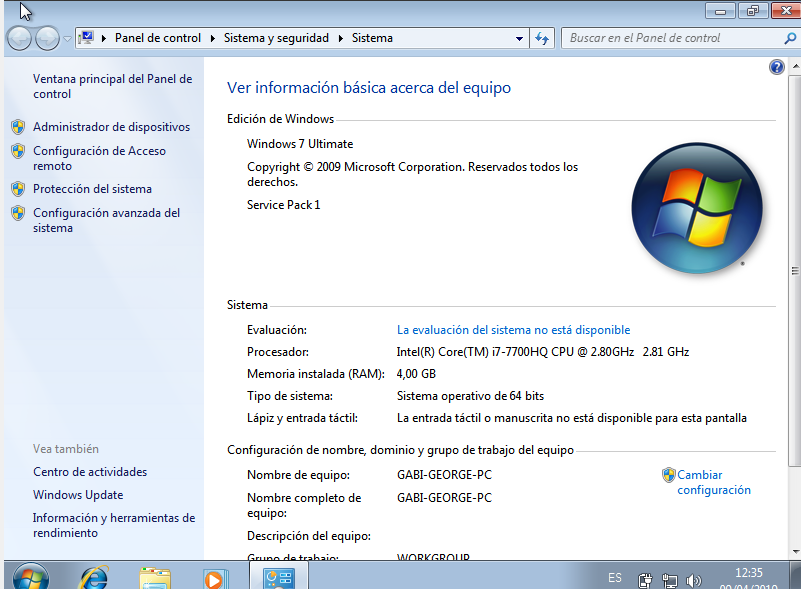 Panel de control Sistema y seguridad Sistema
Buscar en el Panel de control
Ventana principal del Panel de
control
Administrador de dispositivos
Configuración de Acceso
remoto
Protección del sistema
Configuración avanzada del
sistema
Vea también
Centro de actividades
Windows Update
Información y herramientas de
rendimiento
Ver información básica acerca del equipo
Edición de Windows
Windows 7 Ultimate
Copyright © 2009 Microsoft Corporation. Reservados todos los
derechos.
Service Pack 1
Sistema
Evaluación: La evaluación del sistema no está disponible
Procesador: Intel(R) Core(TM) i7-7700HQ CPU @ 2.80GHz 2.81 GHz
Memoria instalada (RAM): 4,00 GB
Tipo de sistema: Sistema operativo de 64 bits
Lápiz y entrada táctil: La entrada táctil o manuscrita no está disponible para esta pantalla
Configuración de nombre, dominio y grupo de trabajo del equipo
Nombre de equipo: GABI-GEORGE-PC
Cambiar
configuración
Nombre completo de
equipo:
GABI-GEORGE-PC
Descripción del equipo:
Grupo de trabajo: WORKGROUP
ES
12:35